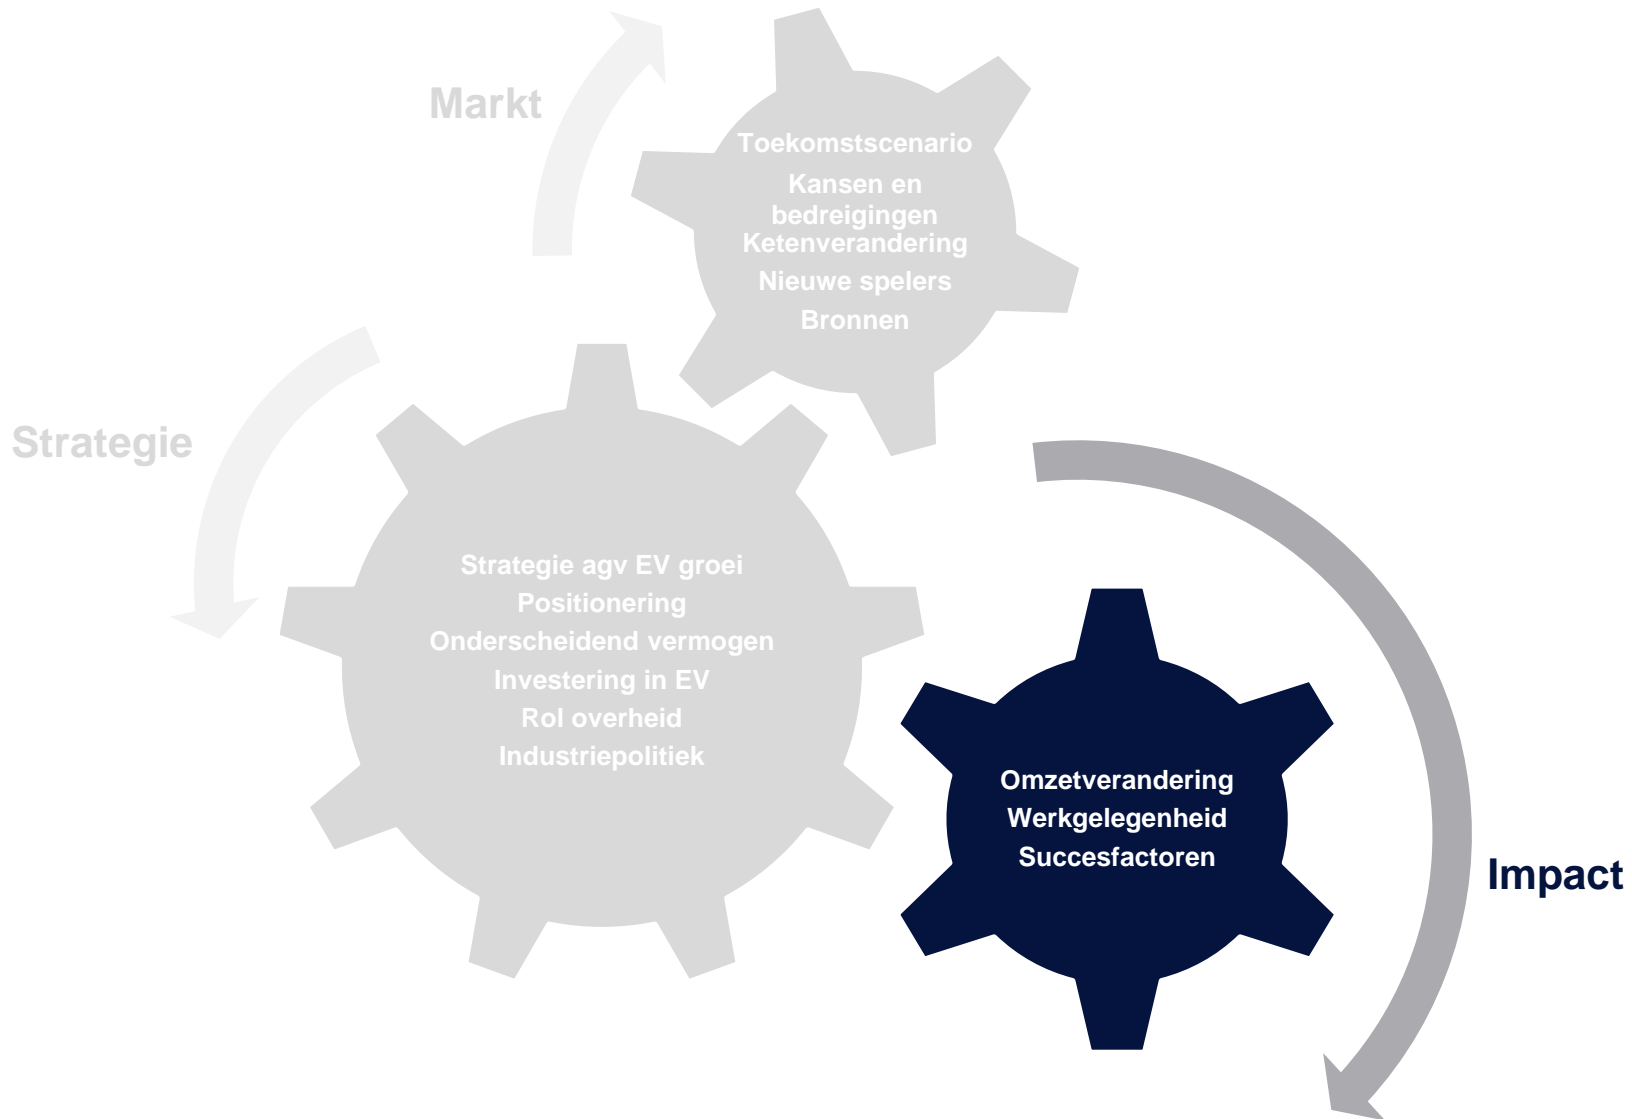 Markt
Toekomstscenario
Kansen en
bedreigingen
Ketenverandering
Nieuwe spelers
Bronnen
Strategie
Strategie agv EV groei
Positionering
Onderscheidend vermogen
Investering in EV
Rol overheid
Industriepolitiek
Omzetverandering
Werkgelegenheid
Succesfactoren
Impact